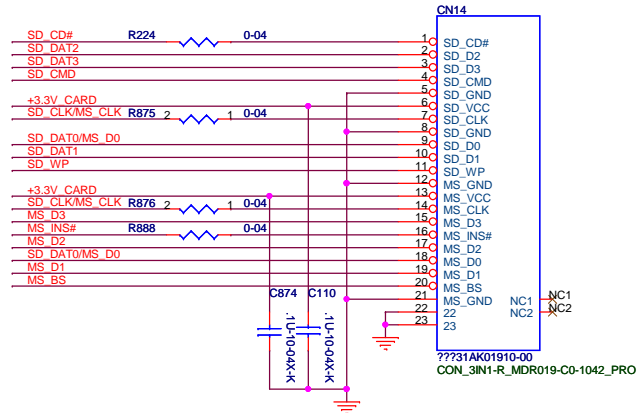 CN14
SD_CD# R224 0-04 1 SD_CD#
SD_DAT2 2 SD_D2
SD_DAT3 3 SD_D3
SD_CMD 4 SD_CMD
5 SD_GND
+3.3V_CARD 6 SD_VCC
SD_CLK/MS_CLK R875 2 1 0-04 7 SD_CLK
8 SD_GND
SD_DAT0/MS_D0 9 SD_D0
SD_DAT1 10 SD_D1
SD_WP 11 SD_WP
12 MS_GND
+3.3V_CARD 13 MS_VCC
SD_CLK/MS_CLK R876 2 1 0-04 14 MS_CLK
MS_D3 15 MS_D3
MS_INS# R888 0-04 16 MS_INS#
MS_D2 17 MS_D2
SD_DAT0/MS_D0 18 MS_D0
MS_D1 19 MS_D1
MS_BS 20 MS_BS
21 MS_GND NC1 NC1
22 22 NC2 NC2
23 23
C874 C110
.1U-10-04X-K .1U-10-04X-K
???31AK01910-00
CON_3IN1-R_MDR019-C0-1042_PRO